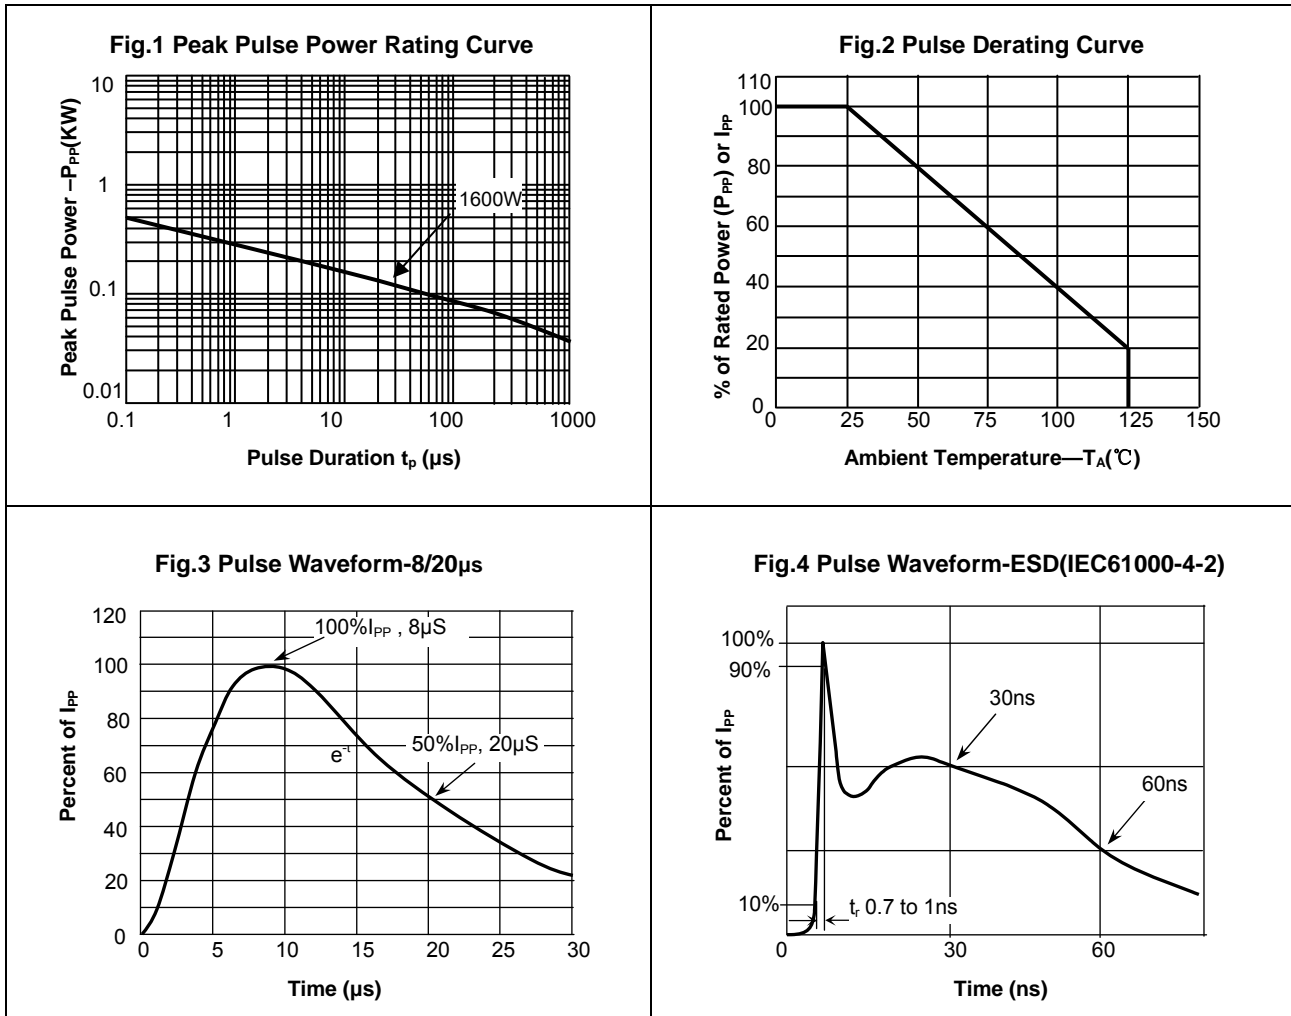 Fig.1 Peak Pulse Power Rating Curve
Peak Pulse Power –PPP(KW)
10
1
0.1
0.01
1600W
0.1 1 10 100 1000
Pulse Duration tp (µs)
Fig.2 Pulse Derating Curve
% of Rated Power (PPP) or IPP
110
100
80
60
40
20
0
0 25 50 75 100 125 150
Ambient Temperature—TA(℃)
Fig.3 Pulse Waveform-8/20µs
Percent of IPP
120
100
80
60
40
20
0
100%IPP , 8µS
e-t
50%IPP, 20µS
0 5 10 15 20 25 30
Time (µs)
Fig.4 Pulse Waveform-ESD(IEC61000-4-2)
Percent of IPP
100%
90%
10%
30ns
60ns
tr 0.7 to 1ns
0 30 60
Time (ns)